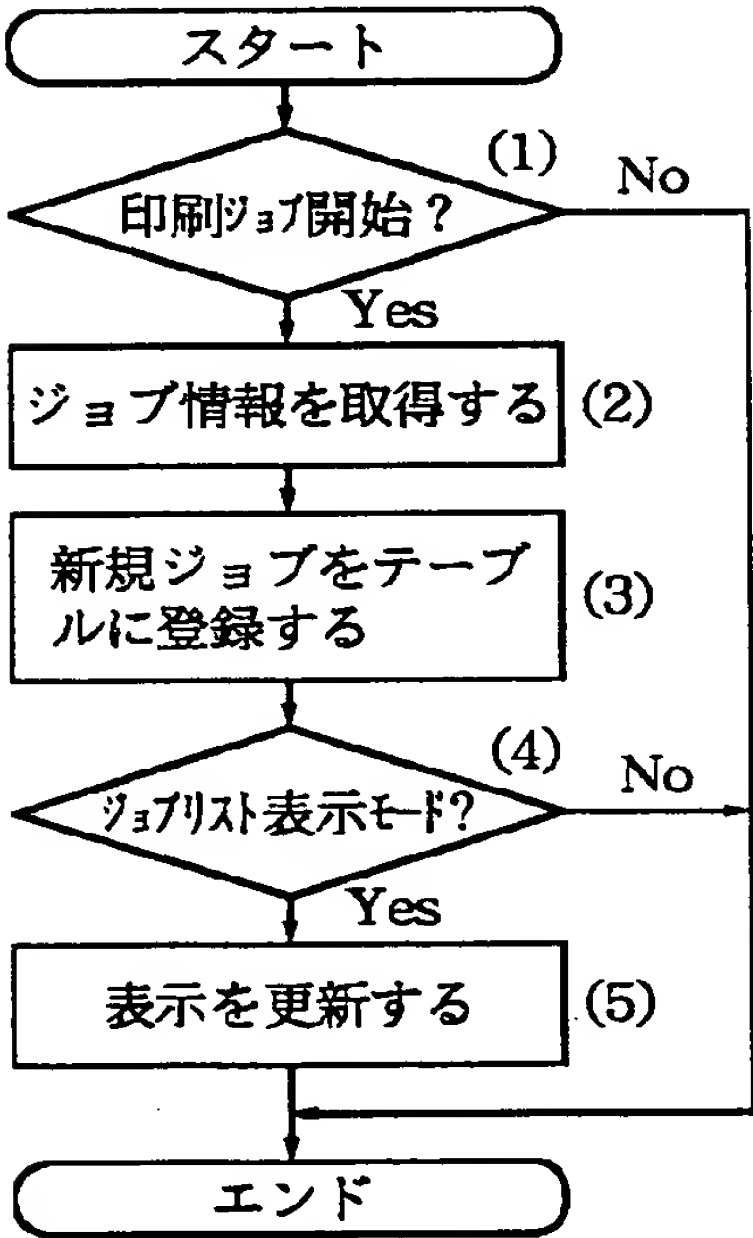 スタート
(1)
No
印刷ジョブ開始?
Yes
ジョブ情報を取得する
(2)
新規ジョブをテーブ
ルに登録する
(3)
(4)
No
ジョブリスト表示モード?
Yes
表示を更新する
(5)
エンド